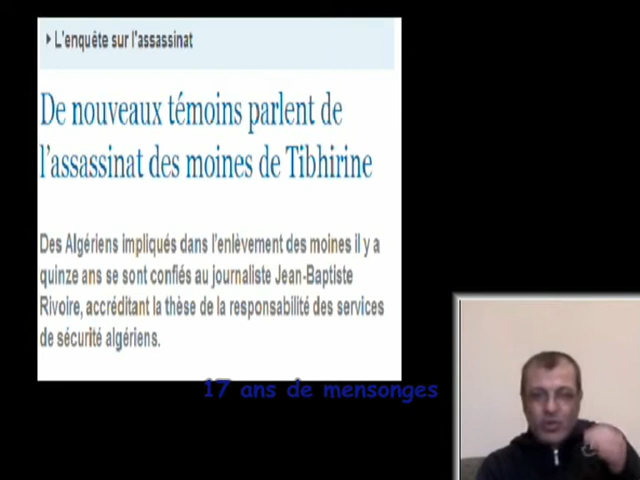 L'enquête sur l'assassinat
De nouveaux témoins parlent de
l'assassinat des moines de Tibhirine
Des Algériens impliqués dans l'enlèvement des moines il y a
quinze ans se sont confiés au journaliste Jean-Baptiste
Rivoire, accréditant la thèse de la responsabilité des services
de sécurité algériens.
17 ans de mensonges